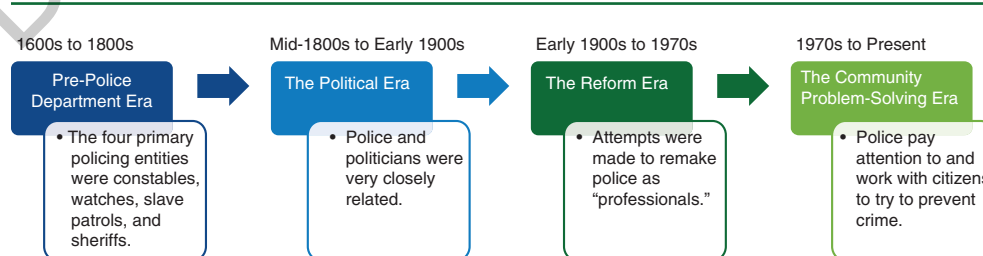 1600s to 1800s
Pre-Police
Department Era
• The four primary
policing entities
were constables,
watches, slave
patrols, and
sheriffs.
Mid-1800s to Early 1900s
The Political Era
• Police and
politicians were
very closely
related.
Early 1900s to 1970s
The Reform Era
• Attempts were
made to remake
police as
“professionals.”
1970s to Present
The Community
Problem-Solving Era
• Police pay
attention to and
work with citizens
to try to prevent
crime.